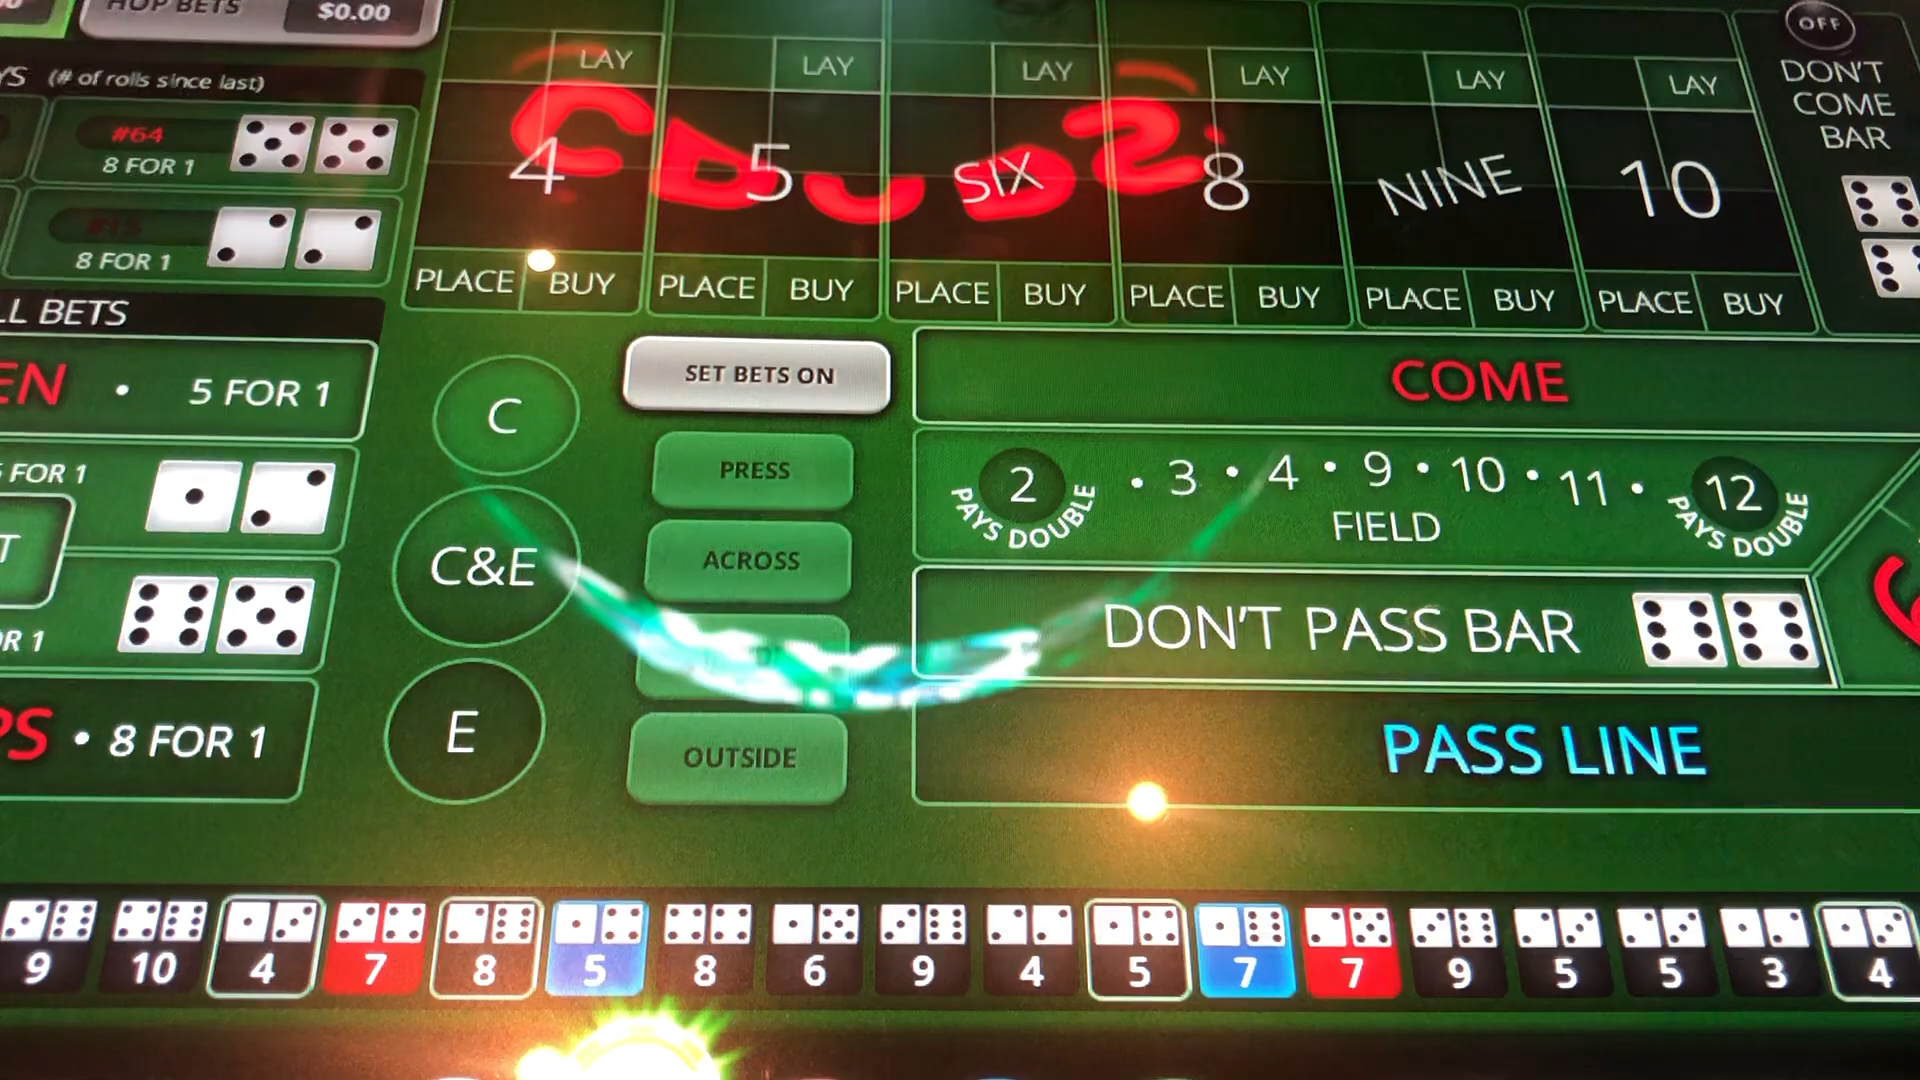 HOP BETS
$0.00
OFF
LAY LAY LAY LAY LAY LAY
DON'T
COME
BAR
(# of rolls since last)
#64
8 FOR 1
4 5 SIX 8 NINE 10
8 FOR 1
PLACE BUY PLACE BUY PLACE BUY PLACE BUY PLACE BUY PLACE BUY
BETS
5 FOR 1
SET BETS ON
COME
C
PRESS
2 • 3 • 4 • 9 • 10 • 11 • 12
PAYS DOUBLE
FIELD
PAYS DOUBLE
FOR 1
C&E
ACROSS
DON'T PASS BAR
E
OUTSIDE
PASS LINE
• 8 FOR 1
9 10 4 7 8 5 8 6 9 4 5 7 7 9 5 5 3 4